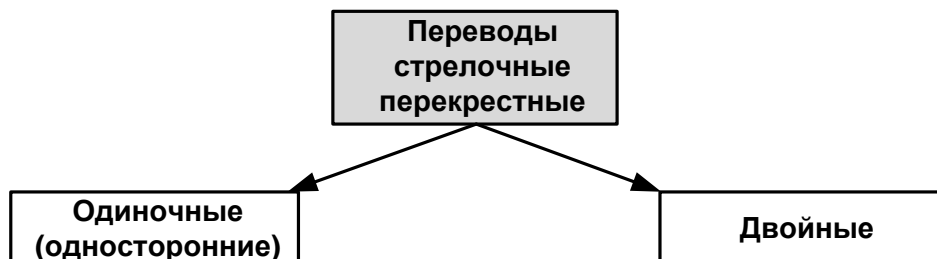 Переводы
стрелочные
перекрестные
Одиночные
(односторонние)
Двойные